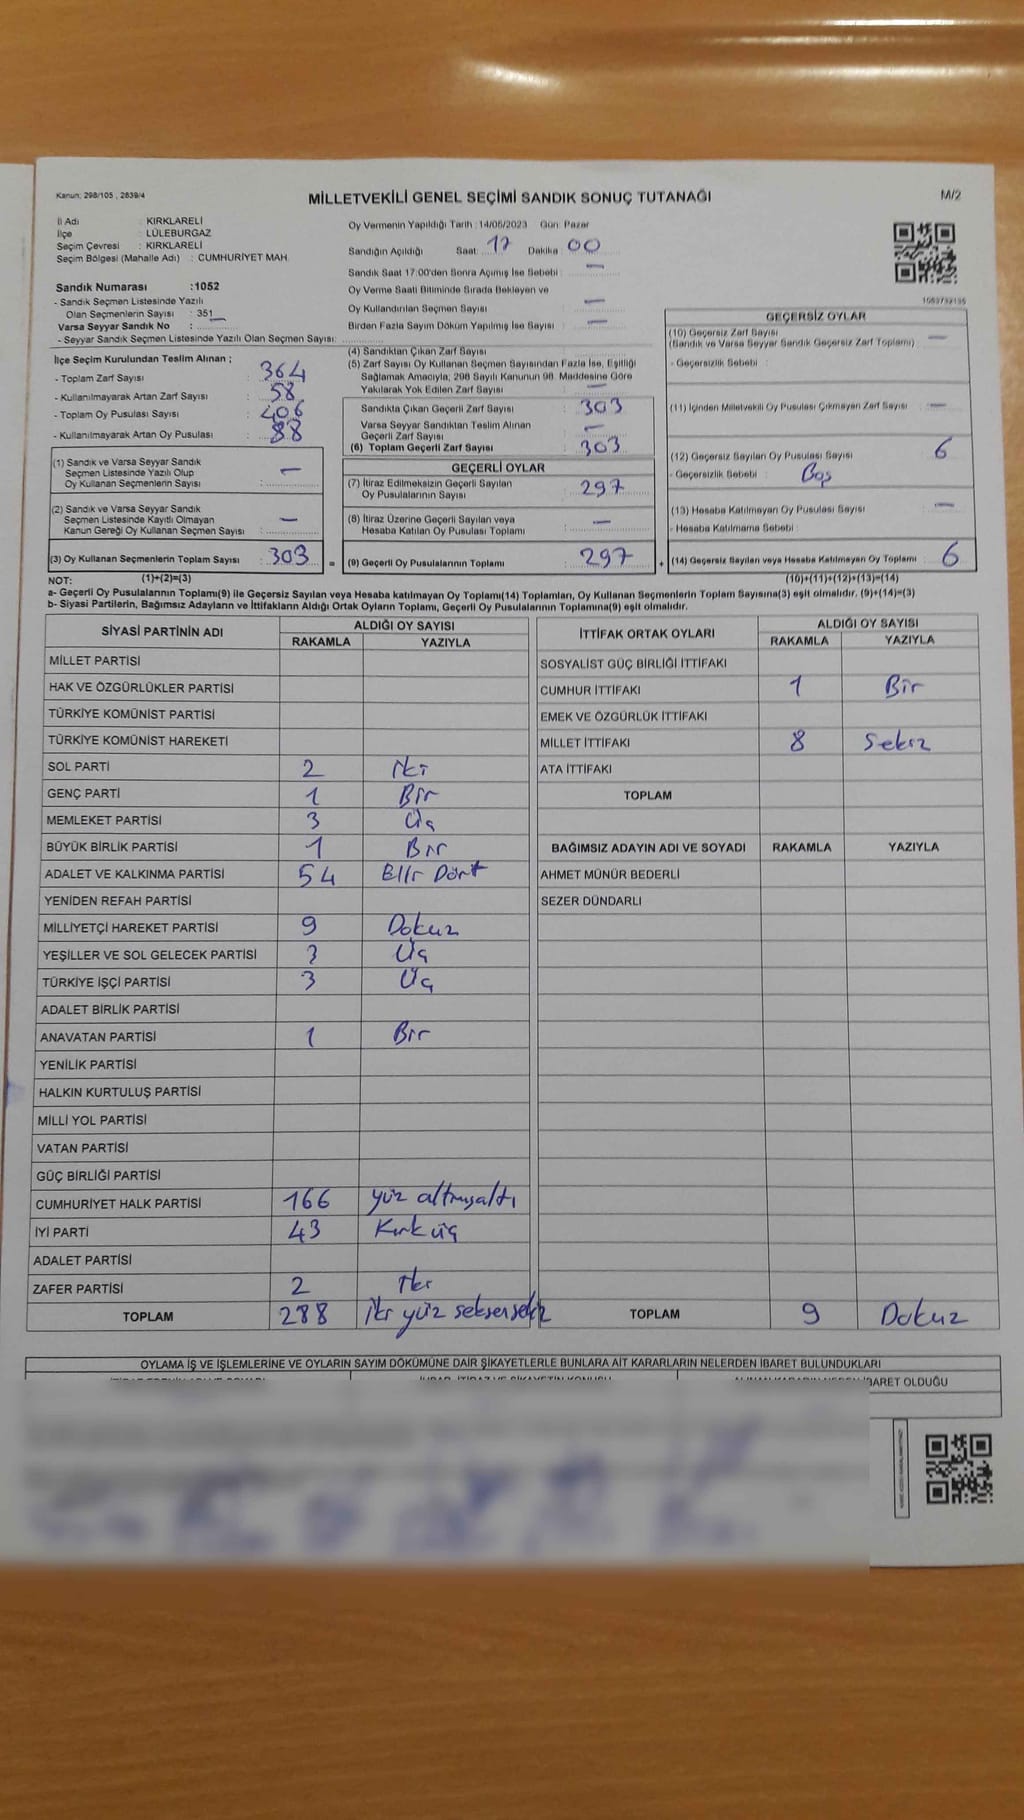 Kanun: 298/105 , 2839/4
MİLLETVEKİLİ GENEL SEÇİMİ SANDIK SONUÇ TUTANAĞI
M/2
İl Adı : KIRKLARELİ
İlçe : LÜLEBURGAZ
Seçim Çevresi : KIRKLARELİ
Seçim Bölgesi (Mahalle Adı) : CUMHURİYET MAH.
Sandık Numarası :1052
- Sandık Seçmen Listesinde Yazılı
Olan Seçmenlerin Sayısı : 351
Varsa Seyyar Sandık No :
- Seyyar Sandık Seçmen Listesinde Yazılı Olan Seçmen Sayısı:
Oy Vermenin Yapıldığı Tarih : 14/05/2023 Gün: Pazar
Sandığın Açıldığı Saat: 17 Dakika : 00
Sandık Saat 17:00'den Sonra Açmış İse Sebebi : —
Oy Verme Saati Bitiminde Sırada Bekleyen ve
Oy Kullandırılan Seçmen Sayısı : —
Birden Fazla Sayım Döküm Yapılmış İse Sayısı : —
İlçe Seçim Kurulundan Teslim Alınan ;
- Toplam Zarf Sayısı : 364
- Kullanılmayarak Artan Zarf Sayısı : 58
- Toplam Oy Pusulası Sayısı : 406
- Kullanılmayarak Artan Oy Pusulası : 88
(1) Sandık ve Varsa Seyyar Sandık
Seçmen Listesinde Yazılı Olup
Oy Kullanan Seçmenlerin Sayısı : —
(2) Sandık ve Varsa Seyyar Sandık
Seçmen Listesinde Kayıtlı Olmayan
Kanun Gereği Oy Kullanan Seçmen Sayısı : —
(3) Oy Kullanan Seçmenlerin Toplam Sayısı : 303
(4) Sandıktan Çıkan Zarf Sayısı :
(5) Zarf Sayısı Oy Kullanan Seçmen Sayısından Fazla İse, Eşitliği
Sağlamak Amacıyla, 298 Sayılı Kanunun 98. Maddesine Göre
Yakılarak Yok Edilen Zarf Sayısı : —
Sandıkta Çıkan Geçerli Zarf Sayısı : 303
Varsa Seyyar Sandıktan Teslim Alınan
Geçerli Zarf Sayısı : —
(6) Toplam Geçerli Zarf Sayısı : 303
GEÇERLİ OYLAR
(7) İtiraz Edilmeksizin Geçerli Sayılan
Oy Pusulalarının Sayısı : 297
(8) İtiraz Üzerine Geçerli Sayılan veya
Hesaba Katılan Oy Pusulası Toplamı : —
= (9) Geçerli Oy Pusulalarının Toplamı : 297
GEÇERSİZ OYLAR
(10) Geçersiz Zarf Sayısı
(Sandık ve Varsa Seyyar Sandık Geçersiz Zarf Toplamı) : —
- Geçersizlik Sebebi :
(11) İçinden Milletvekili Oy Pusulası Çıkmayan Zarf Sayısı : —
(12) Geçersiz Sayılan Oy Pusulası Sayısı : 6
- Geçersizlik Sebebi : Boş
(13) Hesaba Katılmayan Oy Pusulası Sayısı : —
- Hesaba Katılmama Sebebi :
+ (14) Geçersiz Sayılan veya Hesaba Katılmayan Oy Toplamı : 6
NOT: (1)+(2)=(3)
(10)+(11)+(12)+(13)=(14)
a- Geçerli Oy Pusulalarının Toplamı(9) ile Geçersiz Sayılan veya Hesaba katılmayan Oy Toplamı(14) Toplamları, Oy Kullanan Seçmenlerin Toplam Sayısına(3) eşit olmalıdır. (9)+(14)=(3)
b- Siyasi Partilerin, Bağımsız Adayların ve İttifakların Aldığı Ortak Oyların Toplamı, Geçerli Oy Pusulalarının Toplamına(9) eşit olmalıdır.
SİYASİ PARTİNİN ADI ALDIĞI OY SAYISI
RAKAMLA YAZIYLA
MİLLET PARTİSİ
HAK VE ÖZGÜRLÜKLER PARTİSİ
TÜRKİYE KOMÜNİST PARTİSİ
TÜRKİYE KOMÜNİST HAREKETİ
SOL PARTİ 2 iki
GENÇ PARTİ 1 Bir
MEMLEKET PARTİSİ 3 Üç
BÜYÜK BİRLİK PARTİSİ 1 Bir
ADALET VE KALKINMA PARTİSİ 54 Elli Dört
YENİDEN REFAH PARTİSİ
MİLLİYETÇİ HAREKET PARTİSİ 9 Dokuz
YEŞİLLER VE SOL GELECEK PARTİSİ 3 Üç
TÜRKİYE İŞÇİ PARTİSİ 3 Üç
ADALET BİRLİK PARTİSİ
ANAVATAN PARTİSİ 1 Bir
YENİLİK PARTİSİ
HALKIN KURTULUŞ PARTİSİ
MİLLİ YOL PARTİSİ
VATAN PARTİSİ
GÜÇ BİRLİĞİ PARTİSİ
CUMHURİYET HALK PARTİSİ 166 yüz altmışaltı
İYİ PARTİ 43 Kırk üç
ADALET PARTİSİ
ZAFER PARTİSİ 2 İki
TOPLAM 288 iki yüz seksensekiz
İTTİFAK ORTAK OYLARI ALDIĞI OY SAYISI
RAKAMLA YAZIYLA
SOSYALİST GÜÇ BİRLİĞİ İTTİFAKI
CUMHUR İTTİFAKI 1 Bir
EMEK VE ÖZGÜRLÜK İTTİFAKI
MİLLET İTTİFAKI 8 Sekiz
ATA İTTİFAKI
TOPLAM
BAĞIMSIZ ADAYIN ADI VE SOYADI RAKAMLA YAZIYLA
AHMET MÜNÜR BEDERLİ
SEZER DÜNDARLI
TOPLAM 9 Dokuz
OYLAMA İŞ VE İŞLEMLERİNE VE OYLARIN SAYIM DÖKÜMÜNE DAİR ŞİKAYETLERLE BUNLARA AİT KARARLARIN NELERDEN İBARET BULUNDUKLARI
İBARET OLDUĞU